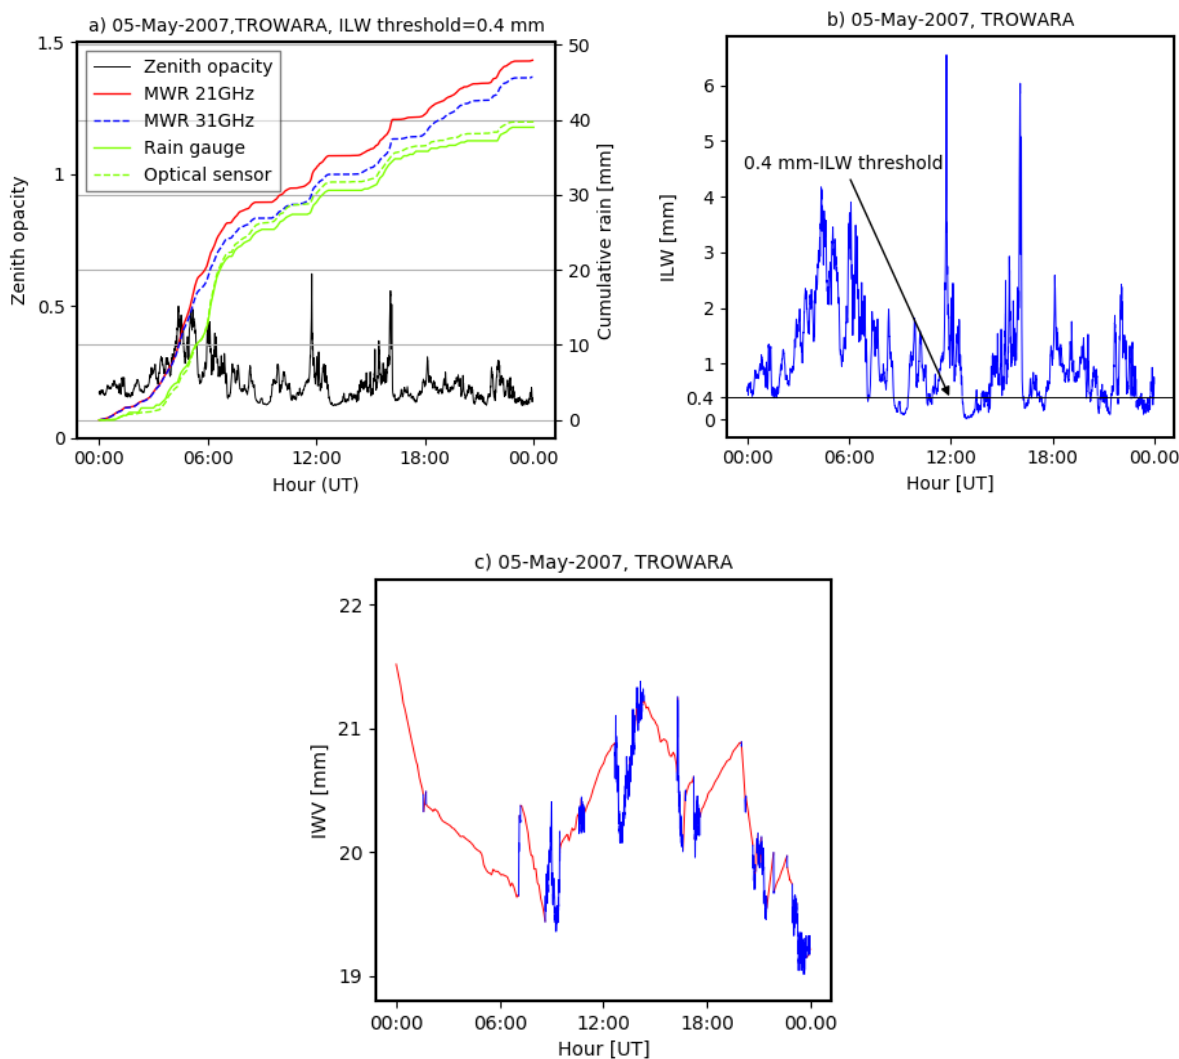 a) 05-May-2007,TROWARA, ILW threshold=0.4 mm
1.5
1
0.5
0
Zenith opacity
Zenith opacity
MWR 21GHz
MWR 31GHz
Rain gauge
Optical sensor
50
40
30
20
10
0
Cumulative rain [mm]
00:00 06:00 12:00 18:00 00.00
Hour (UT)
b) 05-May-2007, TROWARA
6
5
4
3
2
1
0.4
0
ILW [mm]
0.4 mm-ILW threshold
00:00 06:00 12:00 18:00 00.00
Hour [UT]
c) 05-May-2007, TROWARA
22
21
20
19
IWV [mm]
00:00 06:00 12:00 18:00 00.00
Hour [UT]